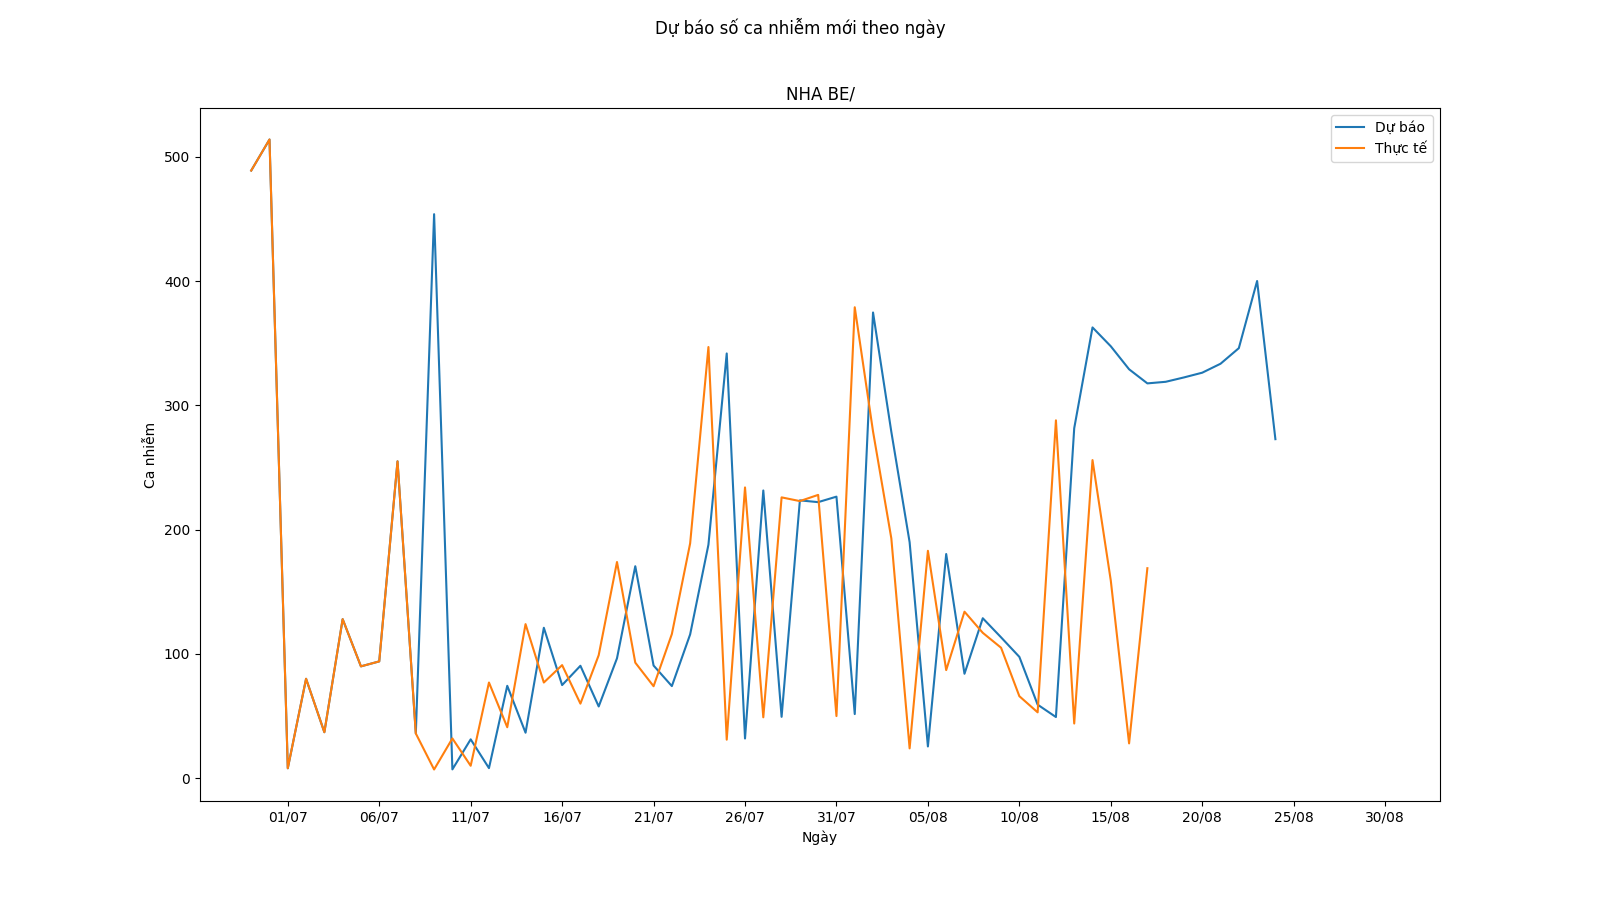 Dự báo số ca nhiễm mới theo ngày
NHA BE/
Dự báo
Thực tế
500
400
300
200
100
0
Ca nhiễm
01/07 06/07 11/07 16/07 21/07 26/07 31/07 05/08 10/08 15/08 20/08 25/08 30/08
Ngày